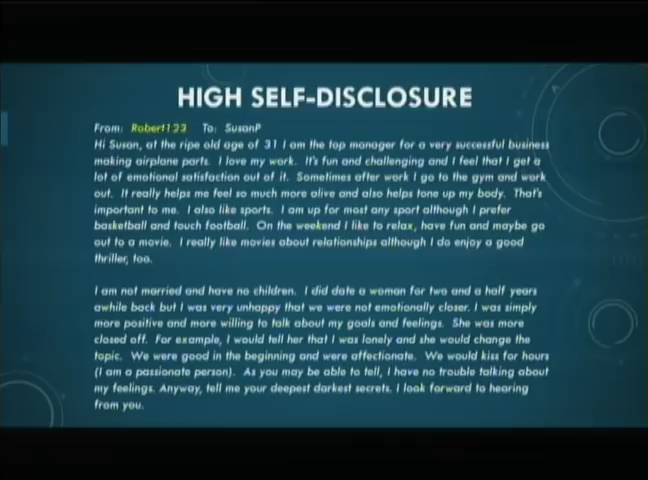 HIGH SELF-DISCLOSURE
From: Robert123 To: SusanP
Hi Susan, at the ripe old age of 31 I am the top manager for a very successful business
making airplane parts. I love my work. It's fun and challenging and I feel that I get a
lot of emotional satisfaction out of it. Sometimes after work I go to the gym and work
out. It really helps me feel so much more alive and also helps tone up my body. That's
important to me. I also like sports. I am up for most any sport although I prefer
basketball and touch football. On the weekend I like to relax, have fun and maybe go
out to a movie. I really like movies about relationships although I do enjoy a good
thriller, too.
I am not married and have no children. I did date a woman for two and a half years
awhile back but I was very unhappy that we were not emotionally closer. I was simply
more positive and more willing to talk about my goals and feelings. She was more
closed off. For example, I would tell her that I was lonely and she would change the
topic. We were good in the beginning and were affectionate. We would kiss for hours
(I am a passionate person). As you may be able to tell, I have no trouble talking about
my feelings. Anyway, tell me your deepest darkest secrets. I look forward to hearing
from you.